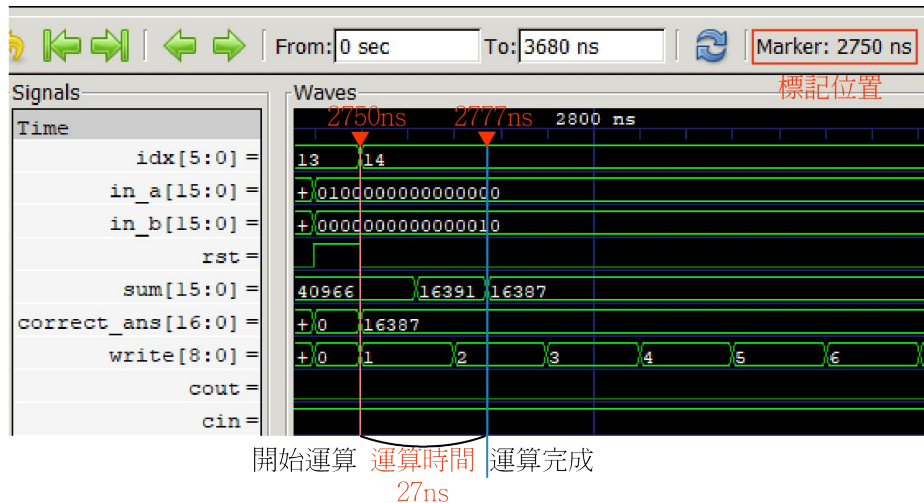 From: 0 sec To: 3680 ns Marker: 2750 ns
標記位置
Signals Waves
2750ns 2777ns
Time 2800 ns
idx[5:0] = 13 14
in_a[15:0] = + 0100000000000000
in_b[15:0] = + 0000000000000010
rst =
sum[15:0] = 40966 16391 16387
correct_ans[16:0] = + 0 16387
write[8:0] = + 0 1 2 3 4 5 6
cout =
cin =
開始運算 運算時間 運算完成
27ns